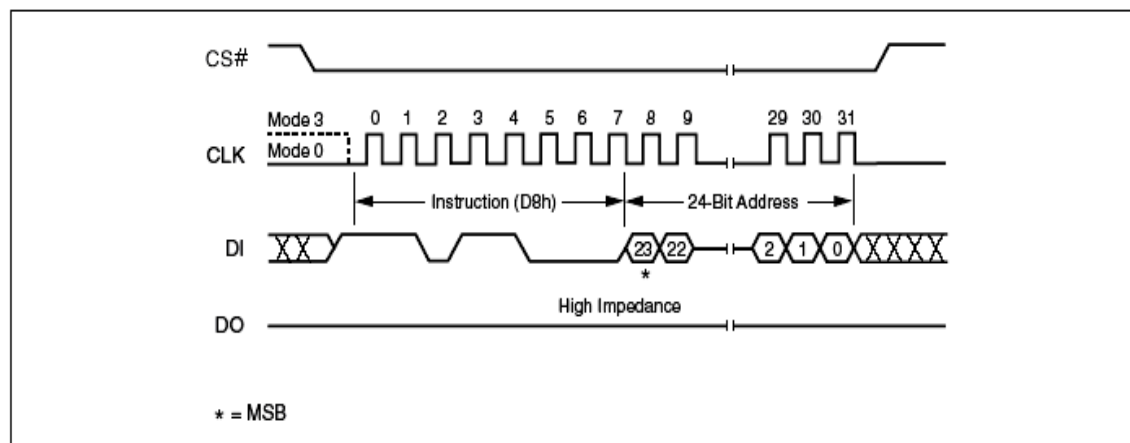 CS#
Mode 3
0 1 2 3 4 5 6 7 8 9 29 30 31
CLK
Mode 0
Instruction (D8h) 24-Bit Address
DI 23 22 2 1 0
*
High Impedance
DO
* = MSB